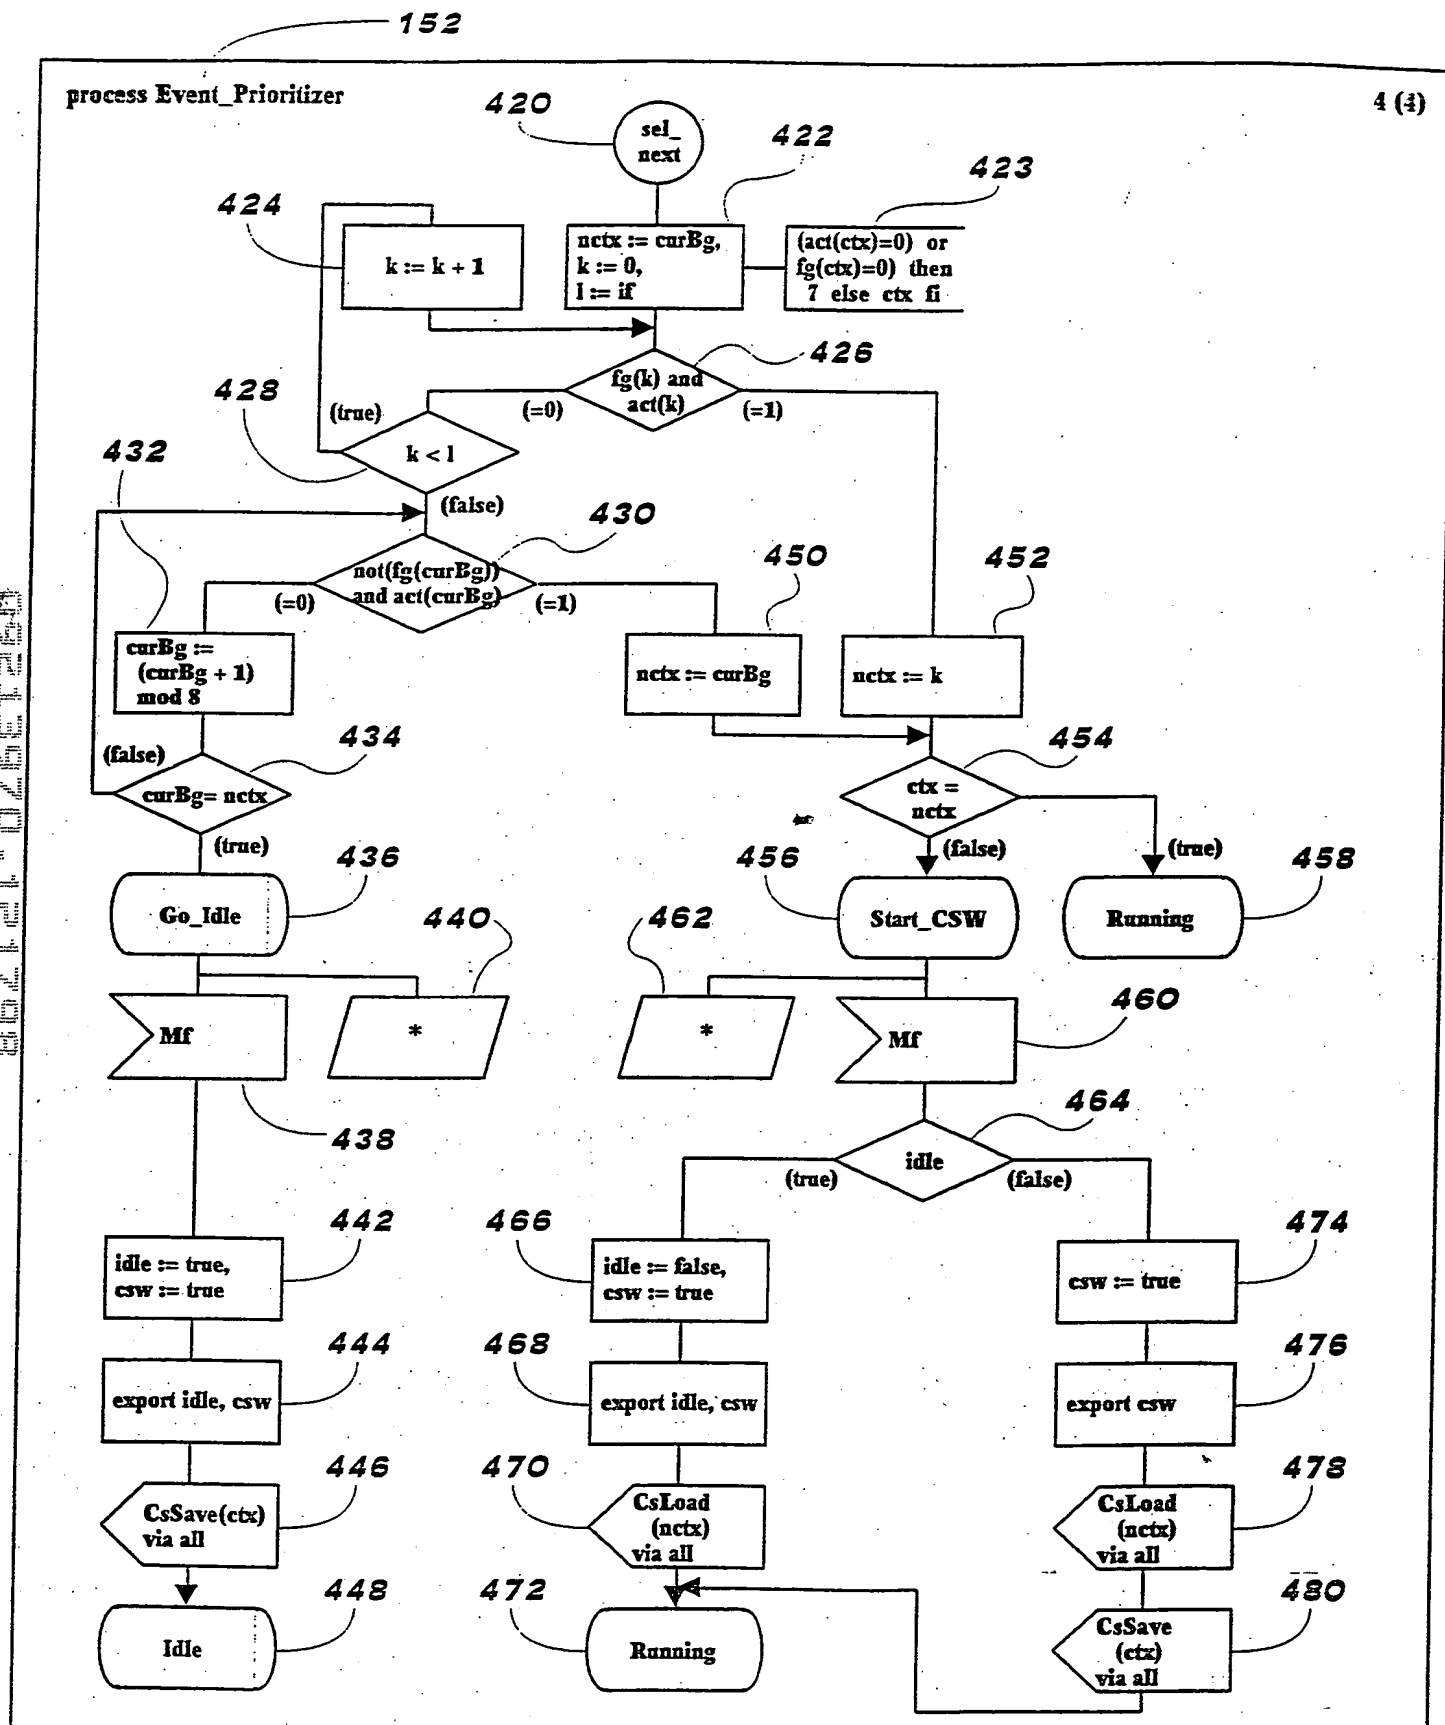 152
process Event_Prioritizer
4 (4)
420
sel_
next
422
423
424
k := k + 1
nctx := curBg,
k := 0,
l := if
(act(ctx)=0) or
fg(ctx)=0) then
7 else ctx fi
426
fg(k) and
act(k)
(=0)
(=1)
428
(true)
k < l
(false)
432
430
not(fg(curBg))
and act(curBg)
(=0)
(=1)
450
452
curBg :=
(curBg + 1)
mod 8
nctx := curBg
nctx := k
434
(false)
curBg= nctx
(true)
454
ctx =
nctx
(false)
(true)
436
Go_Idle
456
Start_CSW
458
Running
440
462
Mf
*
*
Mf
460
438
464
idle
(true)
(false)
442
idle := true,
csw := true
466
idle := false,
csw := true
474
csw := true
444
export idle, csw
468
export idle, csw
476
export csw
446
CsSave(ctx)
via all
470
CsLoad
(nctx)
via all
478
CsLoad
(nctx)
via all
448
Idle
472
Running
480
CsSave
(ctx)
via all